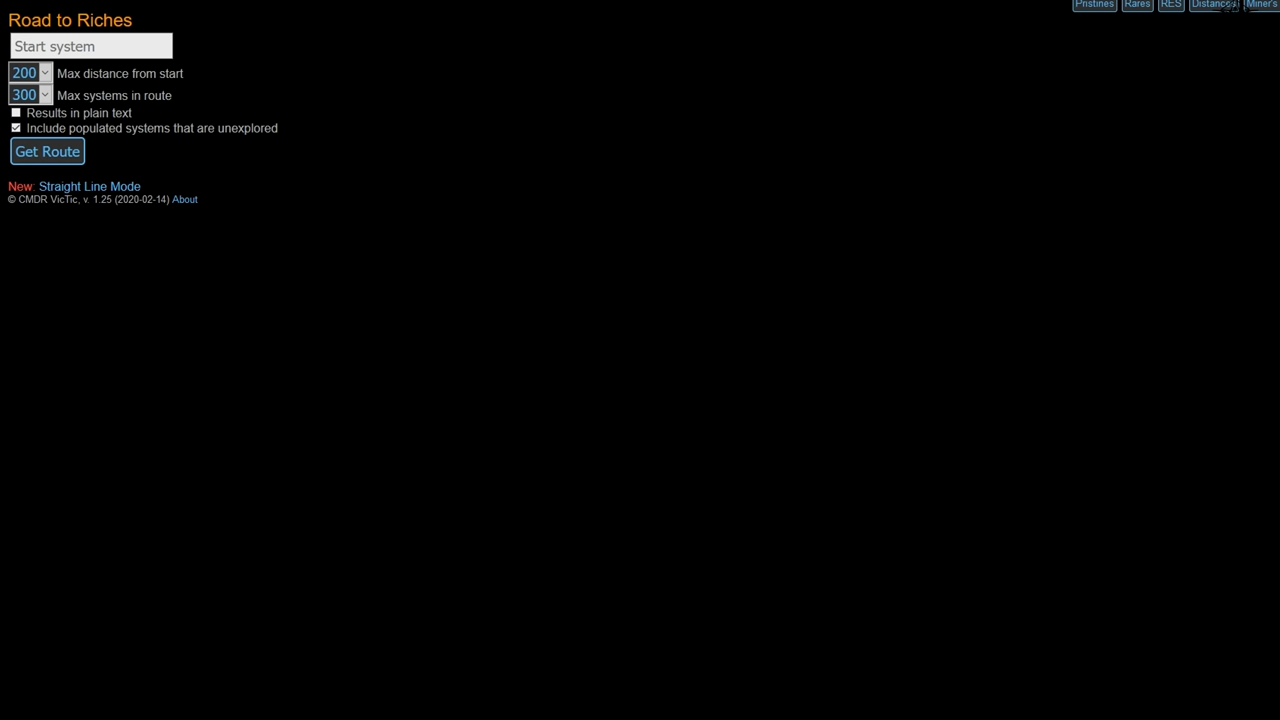 Pristines Rares RES Distances Miner's
Road to Riches
Start system
200 Max distance from start
300 Max systems in route
Results in plain text
Include populated systems that are unexplored
Get Route
New: Straight Line Mode
© CMDR VicTic, v. 1.25 (2020-02-14) About